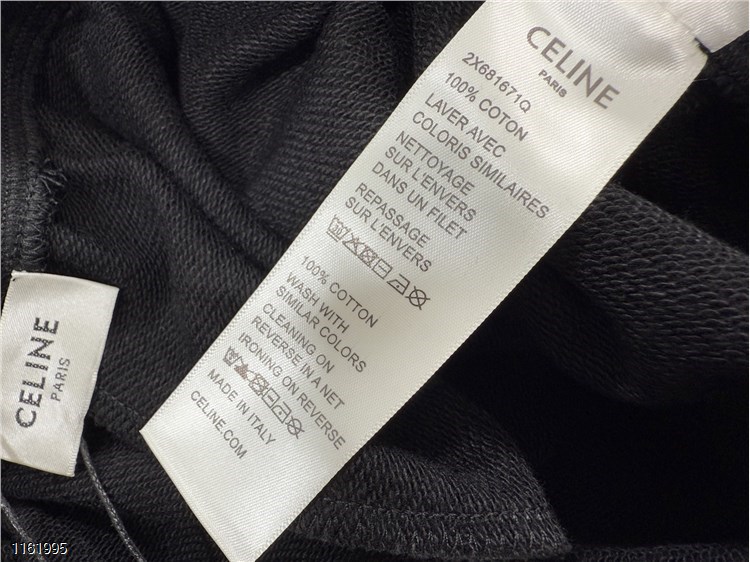 CELINE
PARIS
2X681671Q
100% COTON
LAVER AVEC
COLORIS SIMILAIRES
NETTOYAGE
SUR L'ENVERS
DANS UN FILET
REPASSAGE
SUR L'ENVERS
30
100% COTTON
WASH WITH
SIMILAR COLORS
CLEANING ON
REVERSE IN A NET
IRONING ON REVERSE
MADE IN ITALY
CELINE.COM
CELINE
PARIS
1161995